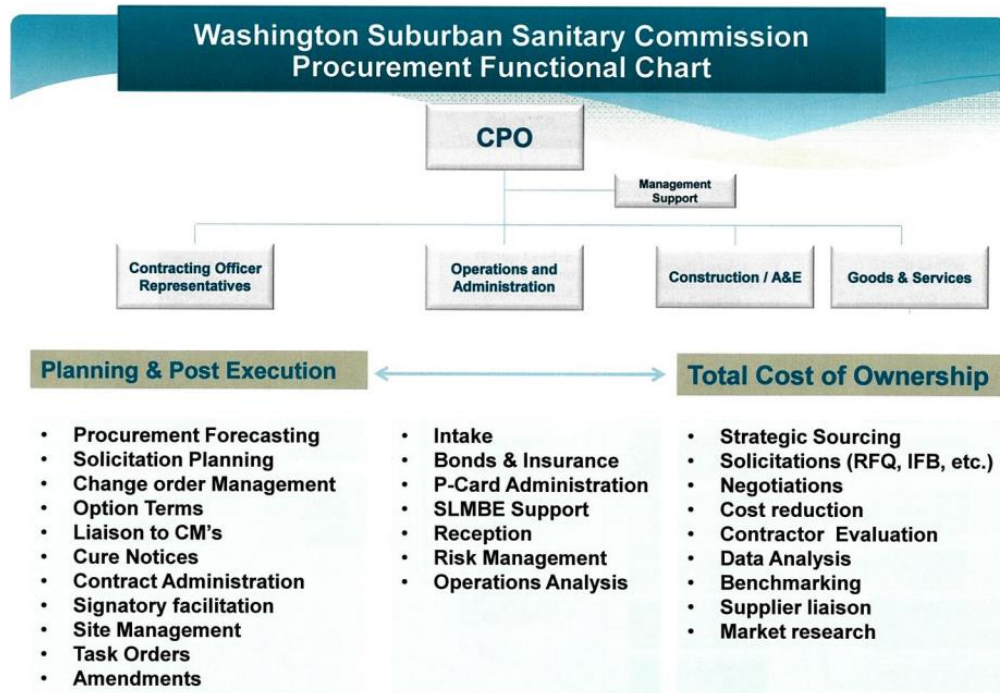 Washington Suburban Sanitary Commission
Procurement Functional Chart
CPO
Management
Support
Contracting Officer
Representatives
Operations and
Administration
Construction / A&E
Goods & Services
Planning & Post Execution
Total Cost of Ownership
• Procurement Forecasting
• Solicitation Planning
• Change order Management
• Option Terms
• Liaison to CM's
• Cure Notices
• Contract Administration
• Signatory facilitation
• Site Management
• Task Orders
• Amendments
• Intake
• Bonds & Insurance
• P-Card Administration
• SLMBE Support
• Reception
• Risk Management
• Operations Analysis
• Strategic Sourcing
• Solicitations (RFQ, IFB, etc.)
• Negotiations
• Cost reduction
• Contractor Evaluation
• Data Analysis
• Benchmarking
• Supplier liaison
• Market research